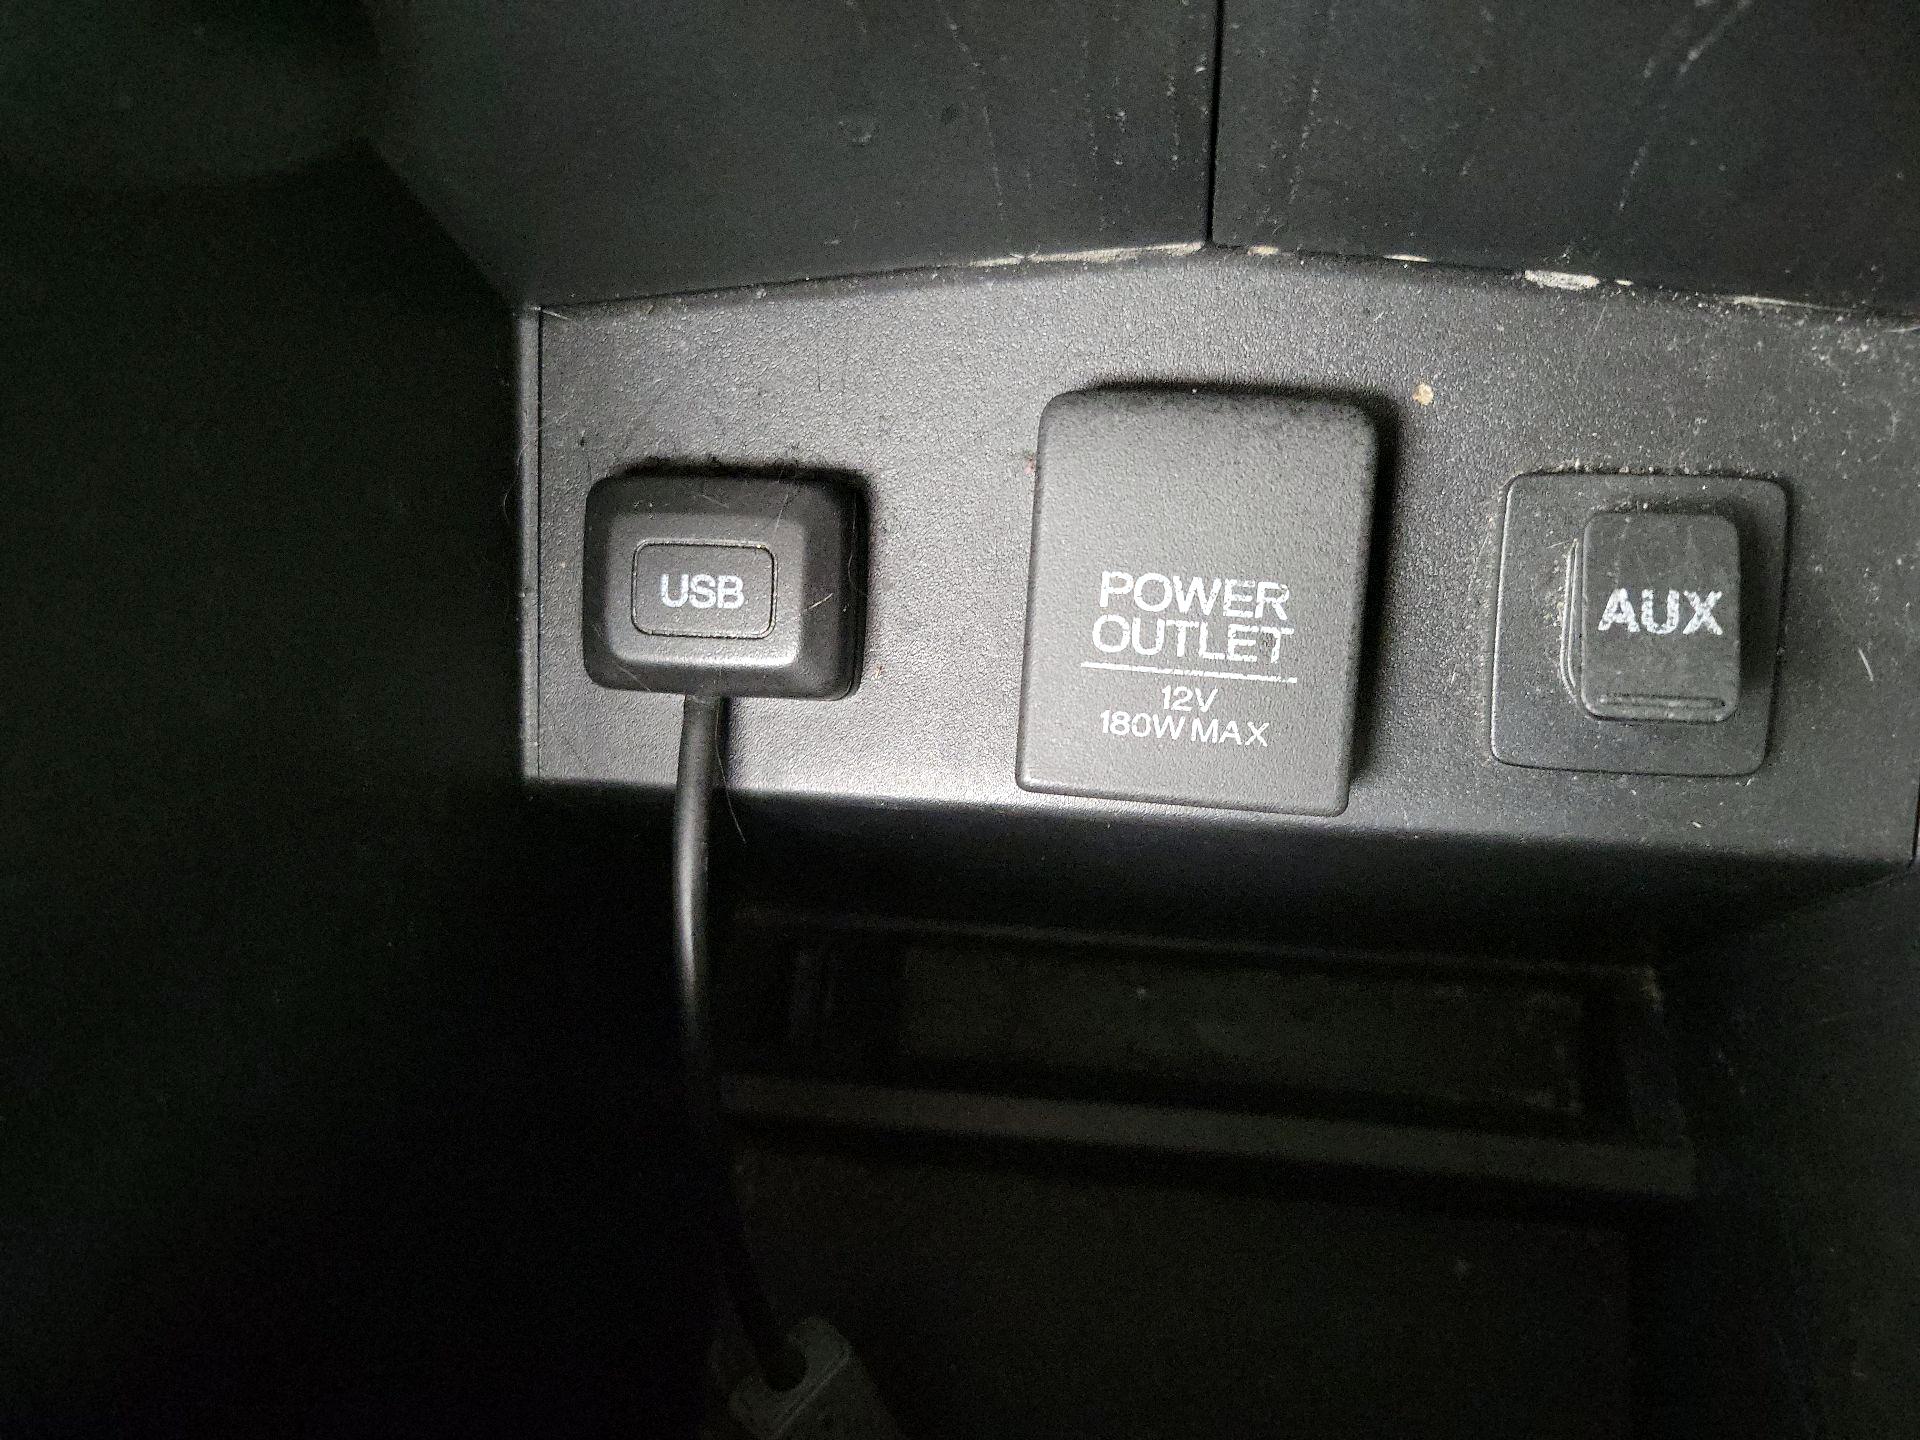 USB
POWER
OUTLET
12V
180W MAX
AUX